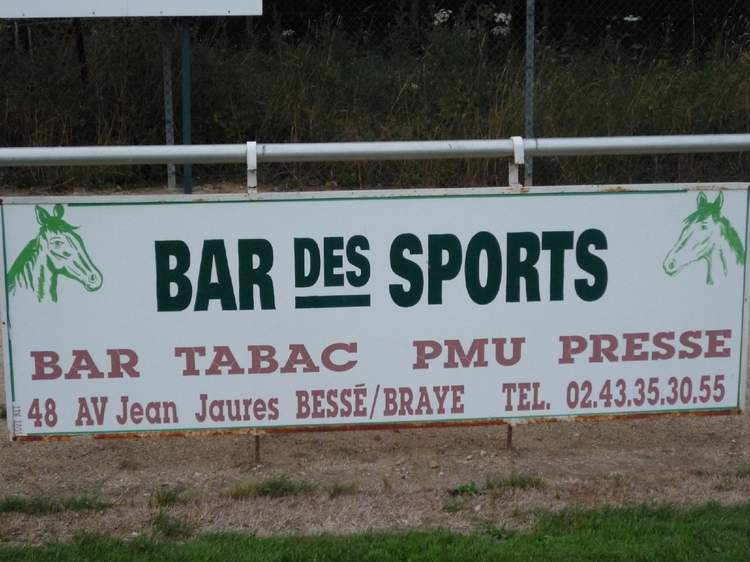 BAR DES SPORTS
BAR TABAC PMU PRESSE
48 AV Jean Jaures BESSÉ/BRAYE TEL. 02.43.35.30.55